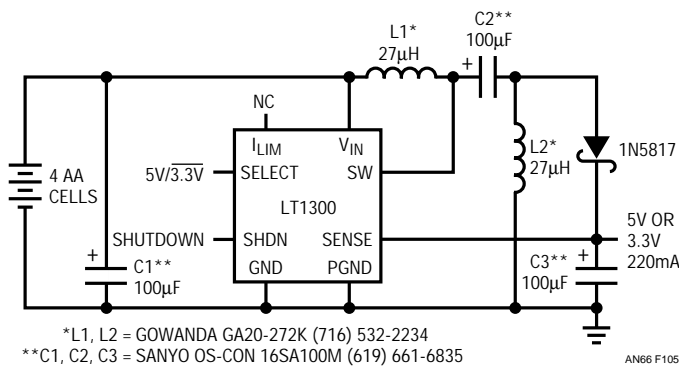 L1*
27µH
C2**
100µF
+
NC
ILIM
VIN
L2*
27µH
1N5817
4 AA
CELLS
5V/3.3V
SELECT
SW
LT1300
5V OR
3.3V
220mA
SHUTDOWN
SHDN
SENSE
+
C1**
100µF
GND
PGND
C3**
100µF
+
*L1, L2 = GOWANDA GA20-272K (716) 532-2234
**C1, C2, C3 = SANYO OS-CON 16SA100M (619) 661-6835
AN66 F105